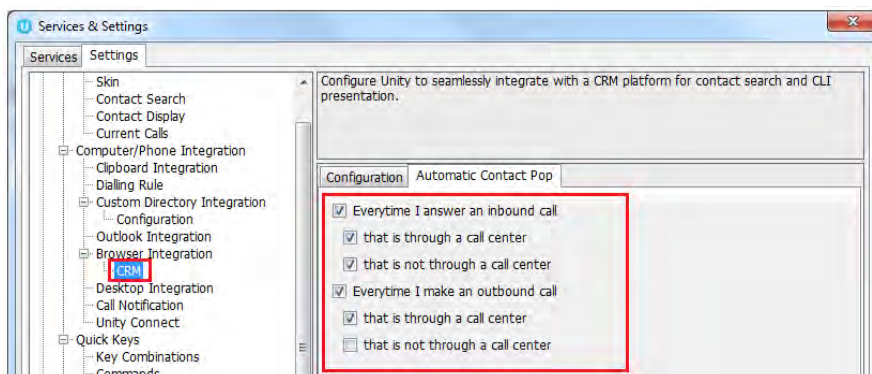 Services & Settings
Services Settings
Skin
Contact Search
Contact Display
Current Calls
Computer/Phone Integration
Clipboard Integration
Dialling Rule
Custom Directory Integration
Configuration
Outlook Integration
Browser Integration
CRM
Desktop Integration
Call Notification
Unity Connect
Quick Keys
Key Combinations
Commands
Configure Unity to seamlessly integrate with a CRM platform for contact search and CLI
presentation.
Configuration Automatic Contact Pop
Everytime I answer an inbound call
that is through a call center
that is not through a call center
Everytime I make an outbound call
that is through a call center
that is not through a call center